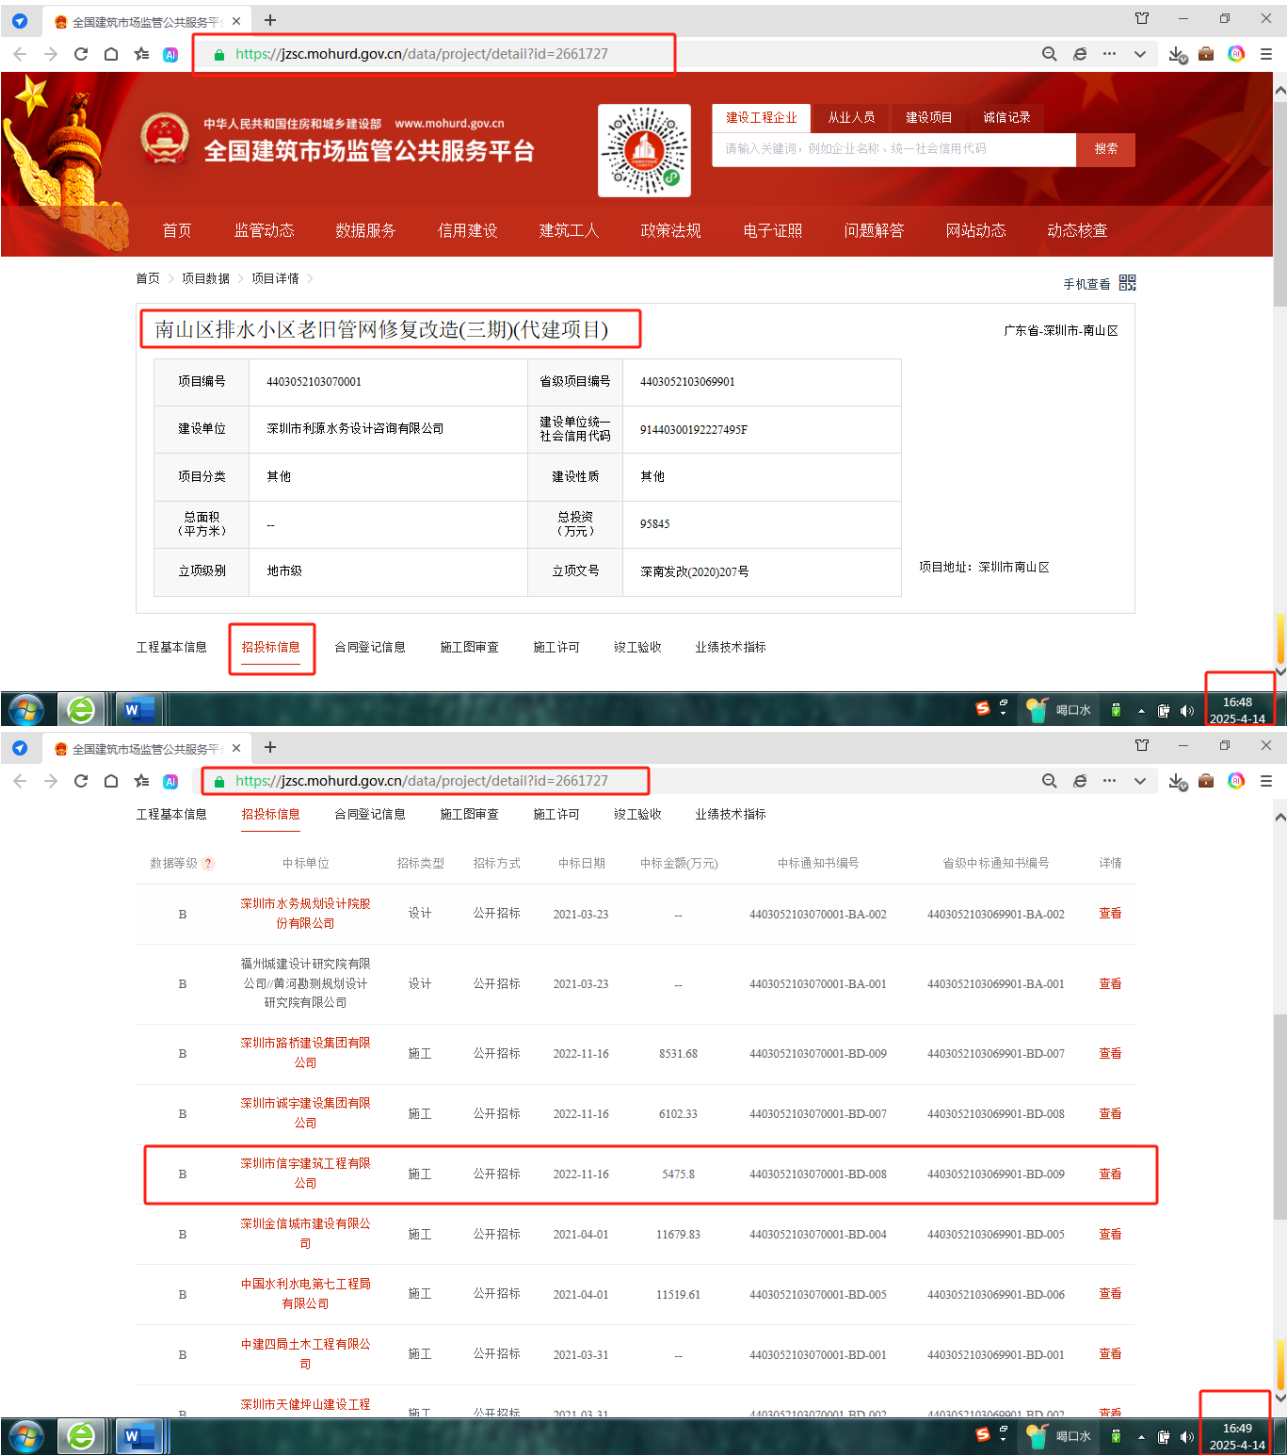 全国建筑市场监管公共服务平
https://jzsc.mohurd.gov.cn/data/project/detail?id=2661727
中华人民共和国住房和城乡建设部 www.mohurd.gov.cn
全国建筑市场监管公共服务平台
建设工程企业 从业人员 建设项目 诚信记录
请输入关键词，例如企业名称、统一社会信用代码 搜索
首页 监管动态 数据服务 信用建设 建筑工人 政策法规 电子证照 问题解答 网站动态 动态核查
首页 > 项目数据 > 项目详情 >
手机查看
南山区排水小区老旧管网修复改造(三期)(代建项目)
广东省-深圳市-南山区
项目编号 4403052103070001 省级项目编号 4403052103069901
建设单位 深圳市利源水务设计咨询有限公司 建设单位统一
社会信用代码 91440300192227495F
项目分类 其他 建设性质 其他
总面积
（平方米） -- 总投资
（万元） 95845
立项级别 地市级 立项文号 深南发改(2020)207号
项目地址：深圳市南山区
工程基本信息 招投标信息 合同登记信息 施工图审查 施工许可 竣工验收 业绩技术指标
喝口水
16:48
2025-4-14
全国建筑市场监管公共服务平
https://jzsc.mohurd.gov.cn/data/project/detail?id=2661727
工程基本信息 招投标信息 合同登记信息 施工图审查 施工许可 竣工验收 业绩技术指标
数据等级 ? 中标单位 招标类型 招标方式 中标日期 中标金额(万元) 中标通知书编号 省级中标通知书编号 详情
B 深圳市水务规划设计院股
份有限公司 设计 公开招标 2021-03-23 -- 4403052103070001-BA-002 4403052103069901-BA-002 查看
B 福州城建设计研究院有限
公司//黄河勘测规划设计
研究院有限公司 设计 公开招标 2021-03-23 -- 4403052103070001-BA-001 4403052103069901-BA-001 查看
B 深圳市路桥建设集团有限
公司 施工 公开招标 2022-11-16 8531.68 4403052103070001-BD-009 4403052103069901-BD-007 查看
B 深圳市诚宇建设集团有限
公司 施工 公开招标 2022-11-16 6102.33 4403052103070001-BD-007 4403052103069901-BD-008 查看
B 深圳市信宇建筑工程有限
公司 施工 公开招标 2022-11-16 5475.8 4403052103070001-BD-008 4403052103069901-BD-009 查看
B 深圳金信城市建设有限公
司 施工 公开招标 2021-04-01 11679.83 4403052103070001-BD-004 4403052103069901-BD-005 查看
B 中国水利水电第七工程局
有限公司 施工 公开招标 2021-04-01 11519.61 4403052103070001-BD-005 4403052103069901-BD-006 查看
B 中建四局土木工程有限公
司 施工 公开招标 2021-03-31 -- 4403052103070001-BD-001 4403052103069901-BD-001 查看
深圳市天健坪山建设工程
B 施工 公开招标 2021-03-31 4403052103070001-BD-002 4403052103069901-BD-002 查看
喝口水
16:49
2025-4-14